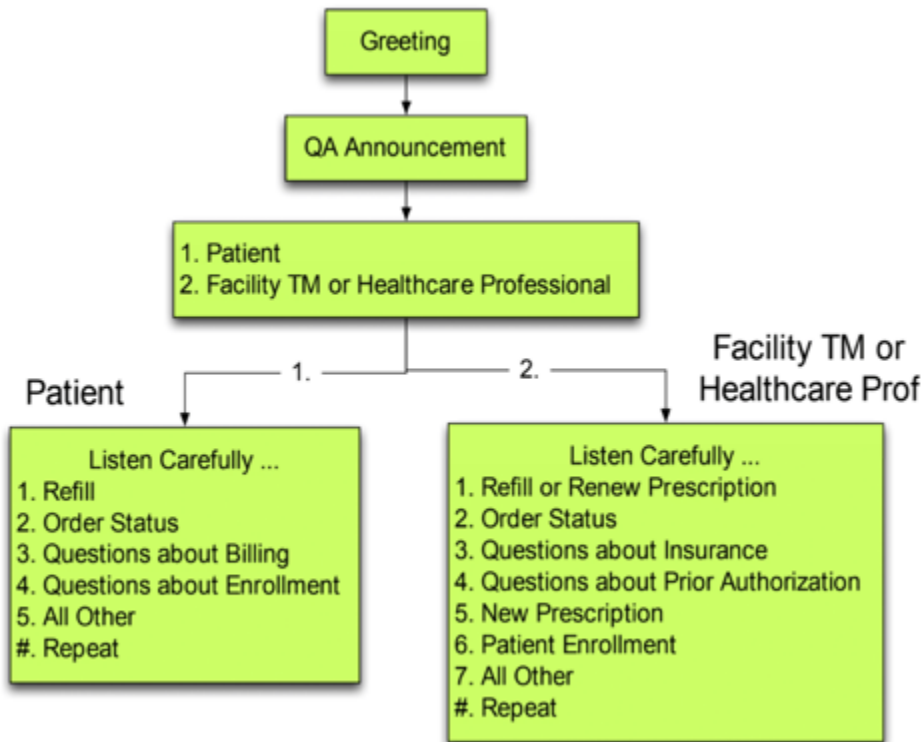 Greeting
QA Announcement
1. Patient
2. Facility TM or Healthcare Professional
1.
2.
Patient
Facility TM or
Healthcare Prof
Listen Carefully ...
1. Refill
2. Order Status
3. Questions about Billing
4. Questions about Enrollment
5. All Other
#. Repeat
Listen Carefully ...
1. Refill or Renew Prescription
2. Order Status
3. Questions about Insurance
4. Questions about Prior Authorization
5. New Prescription
6. Patient Enrollment
7. All Other
#. Repeat